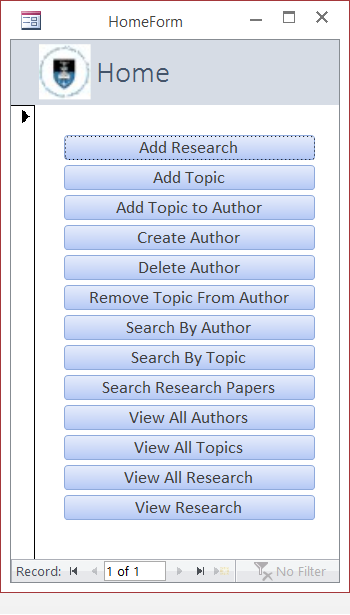 HomeForm
Home
Add Research
Add Topic
Add Topic to Author
Create Author
Delete Author
Remove Topic From Author
Search By Author
Search By Topic
Search Research Papers
View All Authors
View All Topics
View All Research
View Research
Record: 1 of 1 No Filter